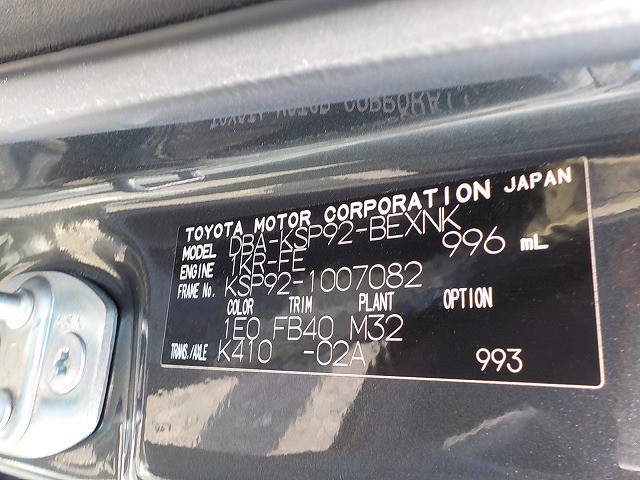 TOYOTA MOTOR CORPORATION JAPAN
MODEL DBA-KSP92-BEXNK
ENGINE 1KR-FE 996 mL
FRAME No. KSP92-1007082
COLOR TRIM PLANT OPTION
1E0 FB40 M32
TRANS./AXLE K410 -02A 993